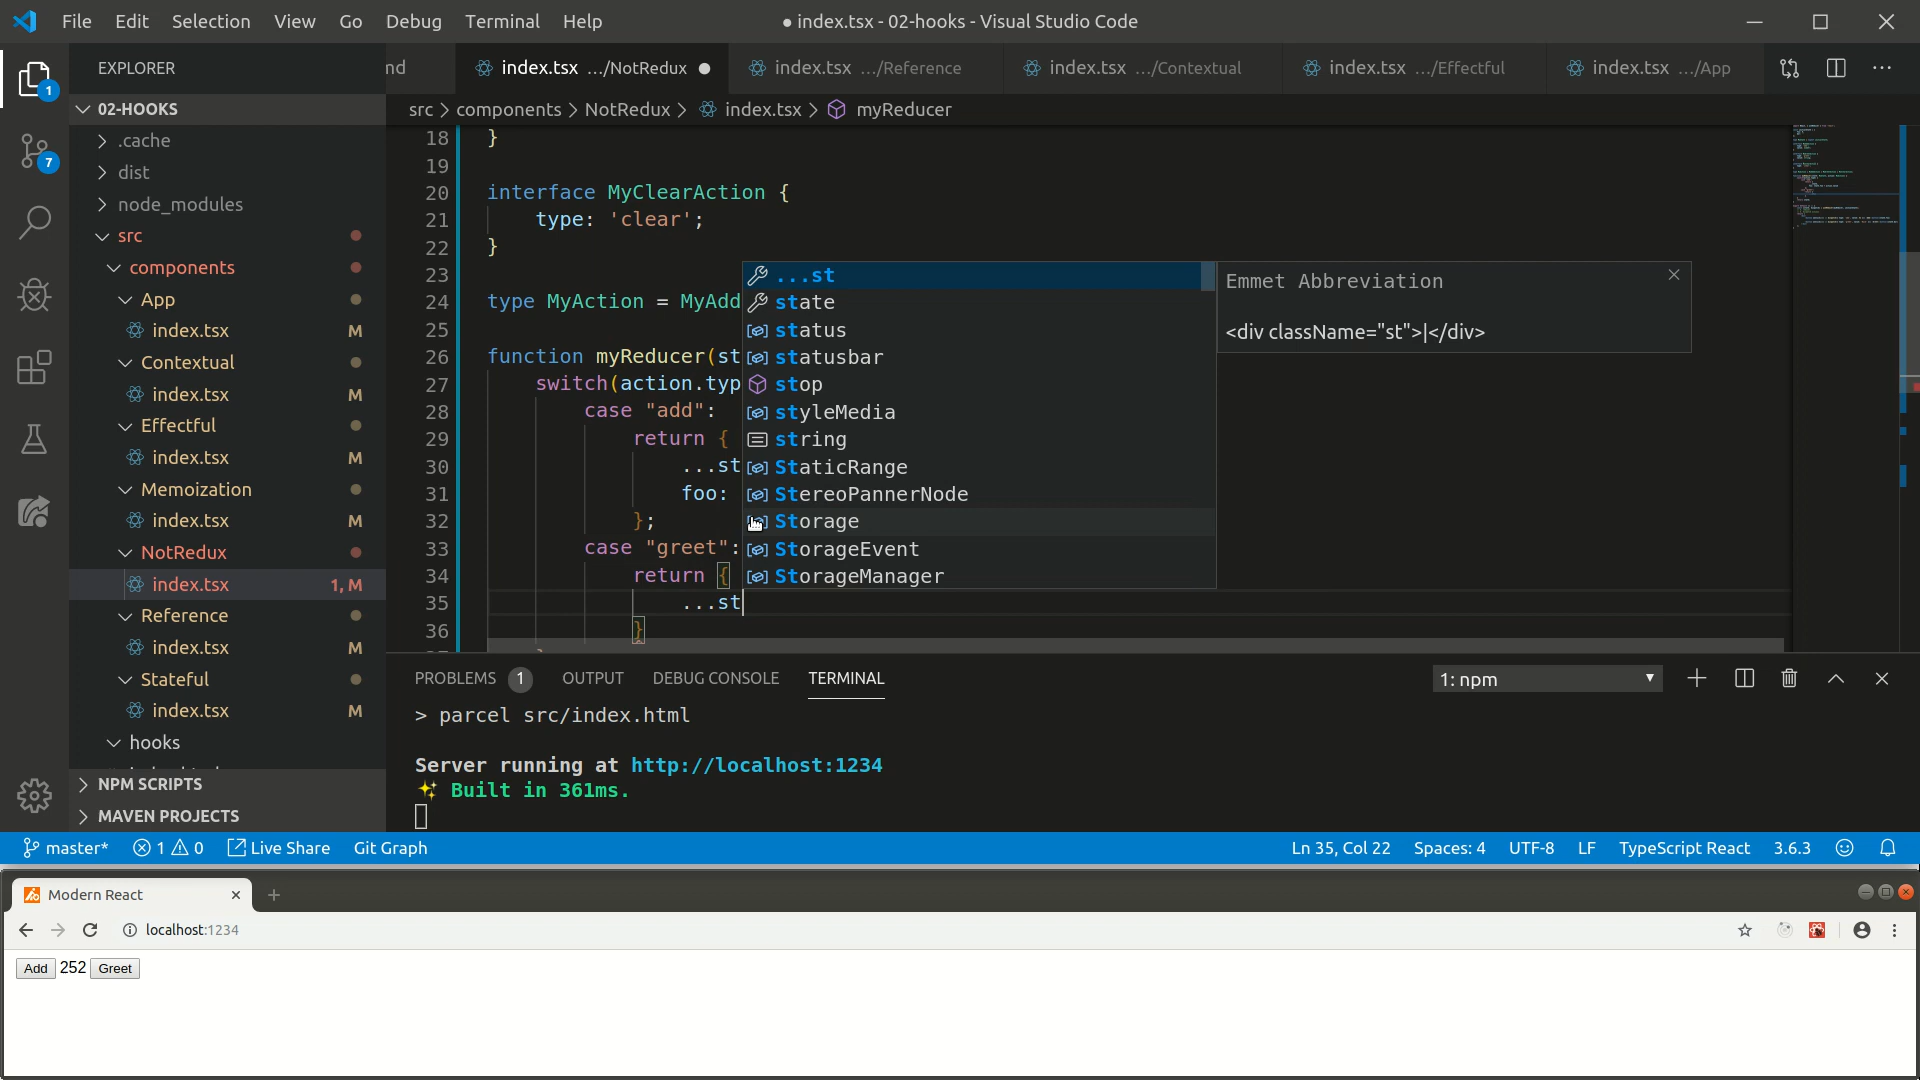 File Edit Selection View Go Debug Terminal Help
● index.tsx - 02-hooks - Visual Studio Code
EXPLORER
nd
index.tsx .../NotRedux ●
index.tsx .../Reference
index.tsx .../Contextual
index.tsx .../Effectful
index.tsx .../App
src > components > NotRedux > index.tsx > myReducer
1
7
02-HOOKS
.cache
dist
node_modules
src
components
App
index.tsx M
Contextual
index.tsx M
Effectful
index.tsx M
Memoization
index.tsx M
NotRedux
index.tsx 1, M
Reference
index.tsx M
Stateful
index.tsx M
hooks
NPM SCRIPTS
MAVEN PROJECTS
18 }
19
20 interface MyClearAction {
21 type: 'clear';
22 }
23
24 type MyAction = MyAdd
25
26 function myReducer(st
27 switch(action.typ
28 case "add":
29 return {
30 ...st
31 foo:
32 };
33 case "greet":
34 return {
35 ...st
36 }
...st
state
status
statusbar
stop
styleMedia
string
StaticRange
StereoPannerNode
Storage
StorageEvent
StorageManager
Emmet Abbreviation
<div className="st">|</div>
PROBLEMS 1 OUTPUT DEBUG CONSOLE TERMINAL
1: npm
> parcel src/index.html
Server running at http://localhost:1234
✨ Built in 361ms.
master* 1 0 Live Share Git Graph
Ln 35, Col 22 Spaces: 4 UTF-8 LF TypeScript React 3.6.3
Modern React
localhost:1234
Add 252 Greet